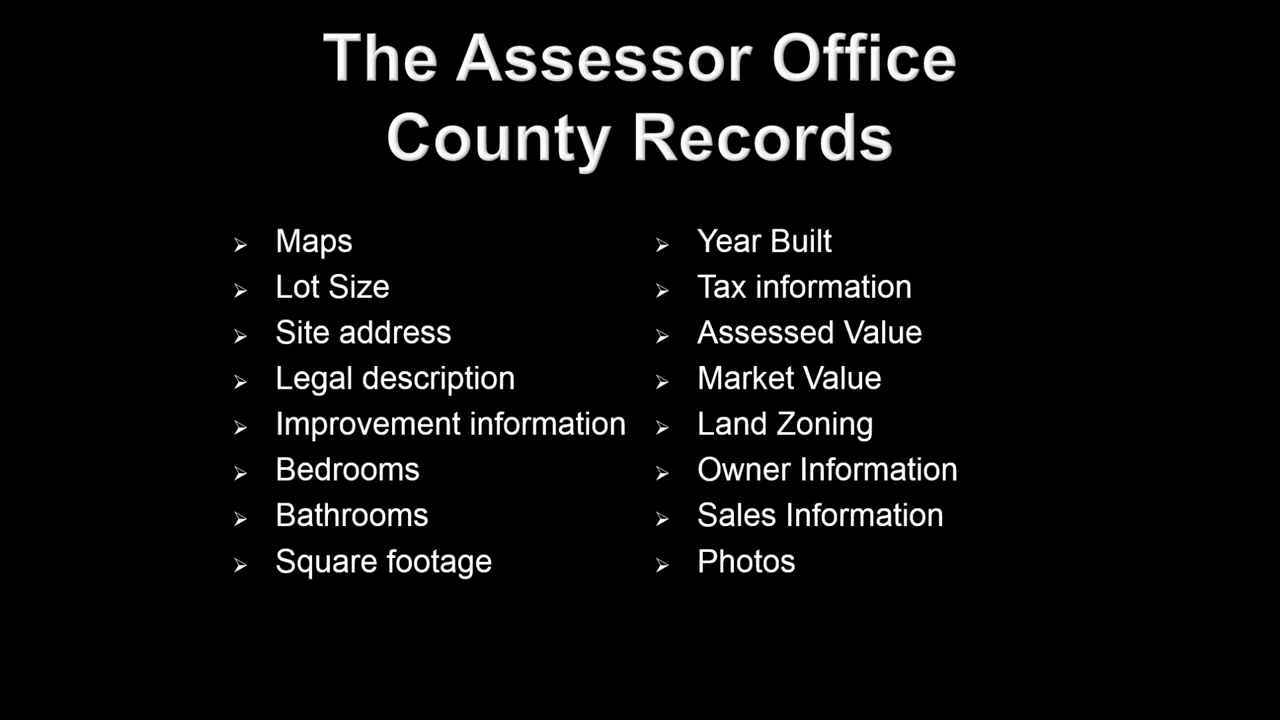 The Assessor Office
County Records
Maps
Lot Size
Site address
Legal description
Improvement information
Bedrooms
Bathrooms
Square footage
Year Built
Tax information
Assessed Value
Market Value
Land Zoning
Owner Information
Sales Information
Photos